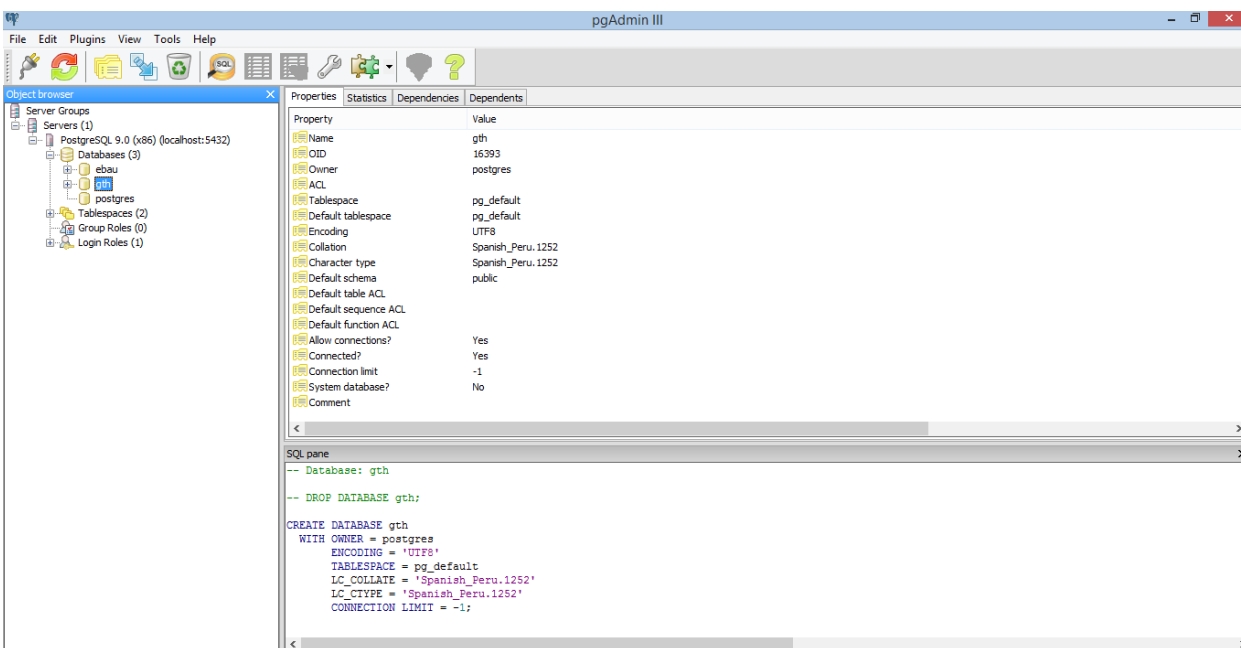 pgAdmin III
File Edit Plugins View Tools Help
SQL
Object browser
Server Groups
Servers (1)
PostgreSQL 9.0 (x86) (localhost:5432)
Databases (3)
ebau
gth
postgres
Tablespaces (2)
Group Roles (0)
Login Roles (1)
Properties Statistics Dependencies Dependents
Property Value
Name gth
OID 16393
Owner postgres
ACL
Tablespace pg_default
Default tablespace pg_default
Encoding UTF8
Collation Spanish_Peru.1252
Character type Spanish_Peru.1252
Default schema public
Default table ACL
Default sequence ACL
Default function ACL
Allow connections? Yes
Connected? Yes
Connection limit -1
System database? No
Comment
SQL pane
-- Database: gth
-- DROP DATABASE gth;
CREATE DATABASE gth
WITH OWNER = postgres
ENCODING = 'UTF8'
TABLESPACE = pg_default
LC_COLLATE = 'Spanish_Peru.1252'
LC_CTYPE = 'Spanish_Peru.1252'
CONNECTION LIMIT = -1;